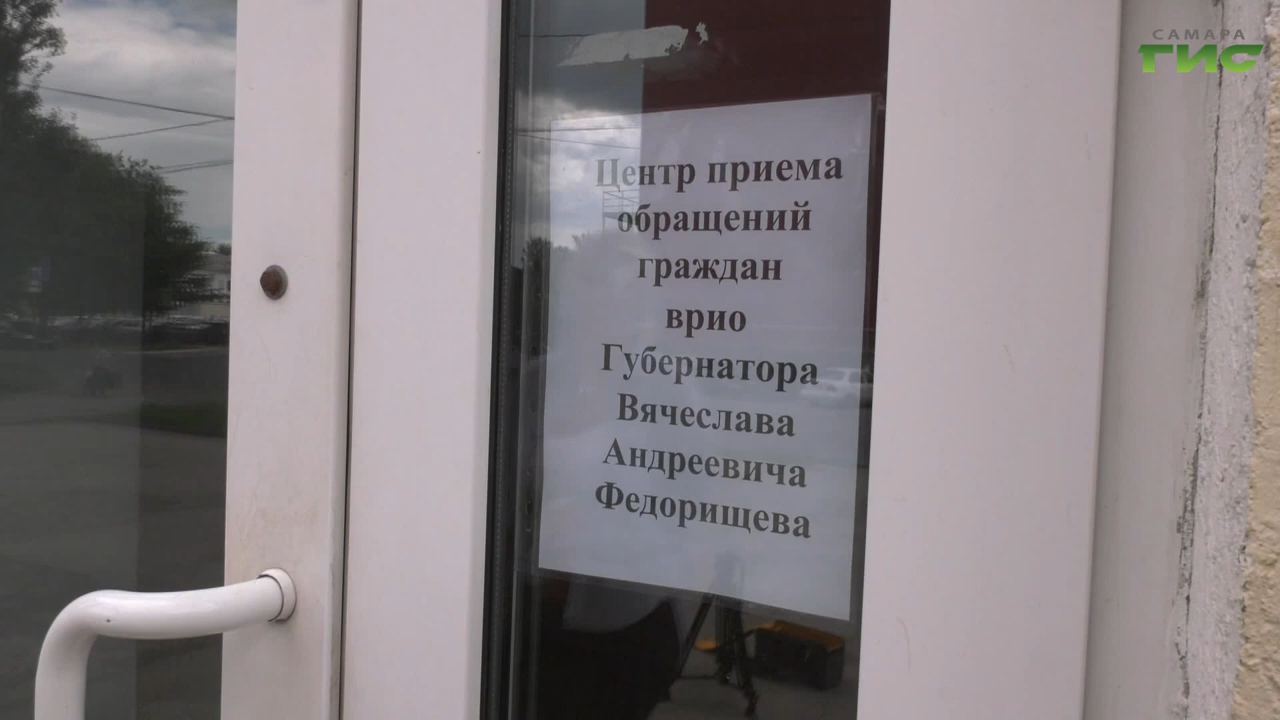 САМАРА
ГИС
Центр приема
обращений
граждан
врио
Губернатора
Вячеслава
Андреевича
Федорищева